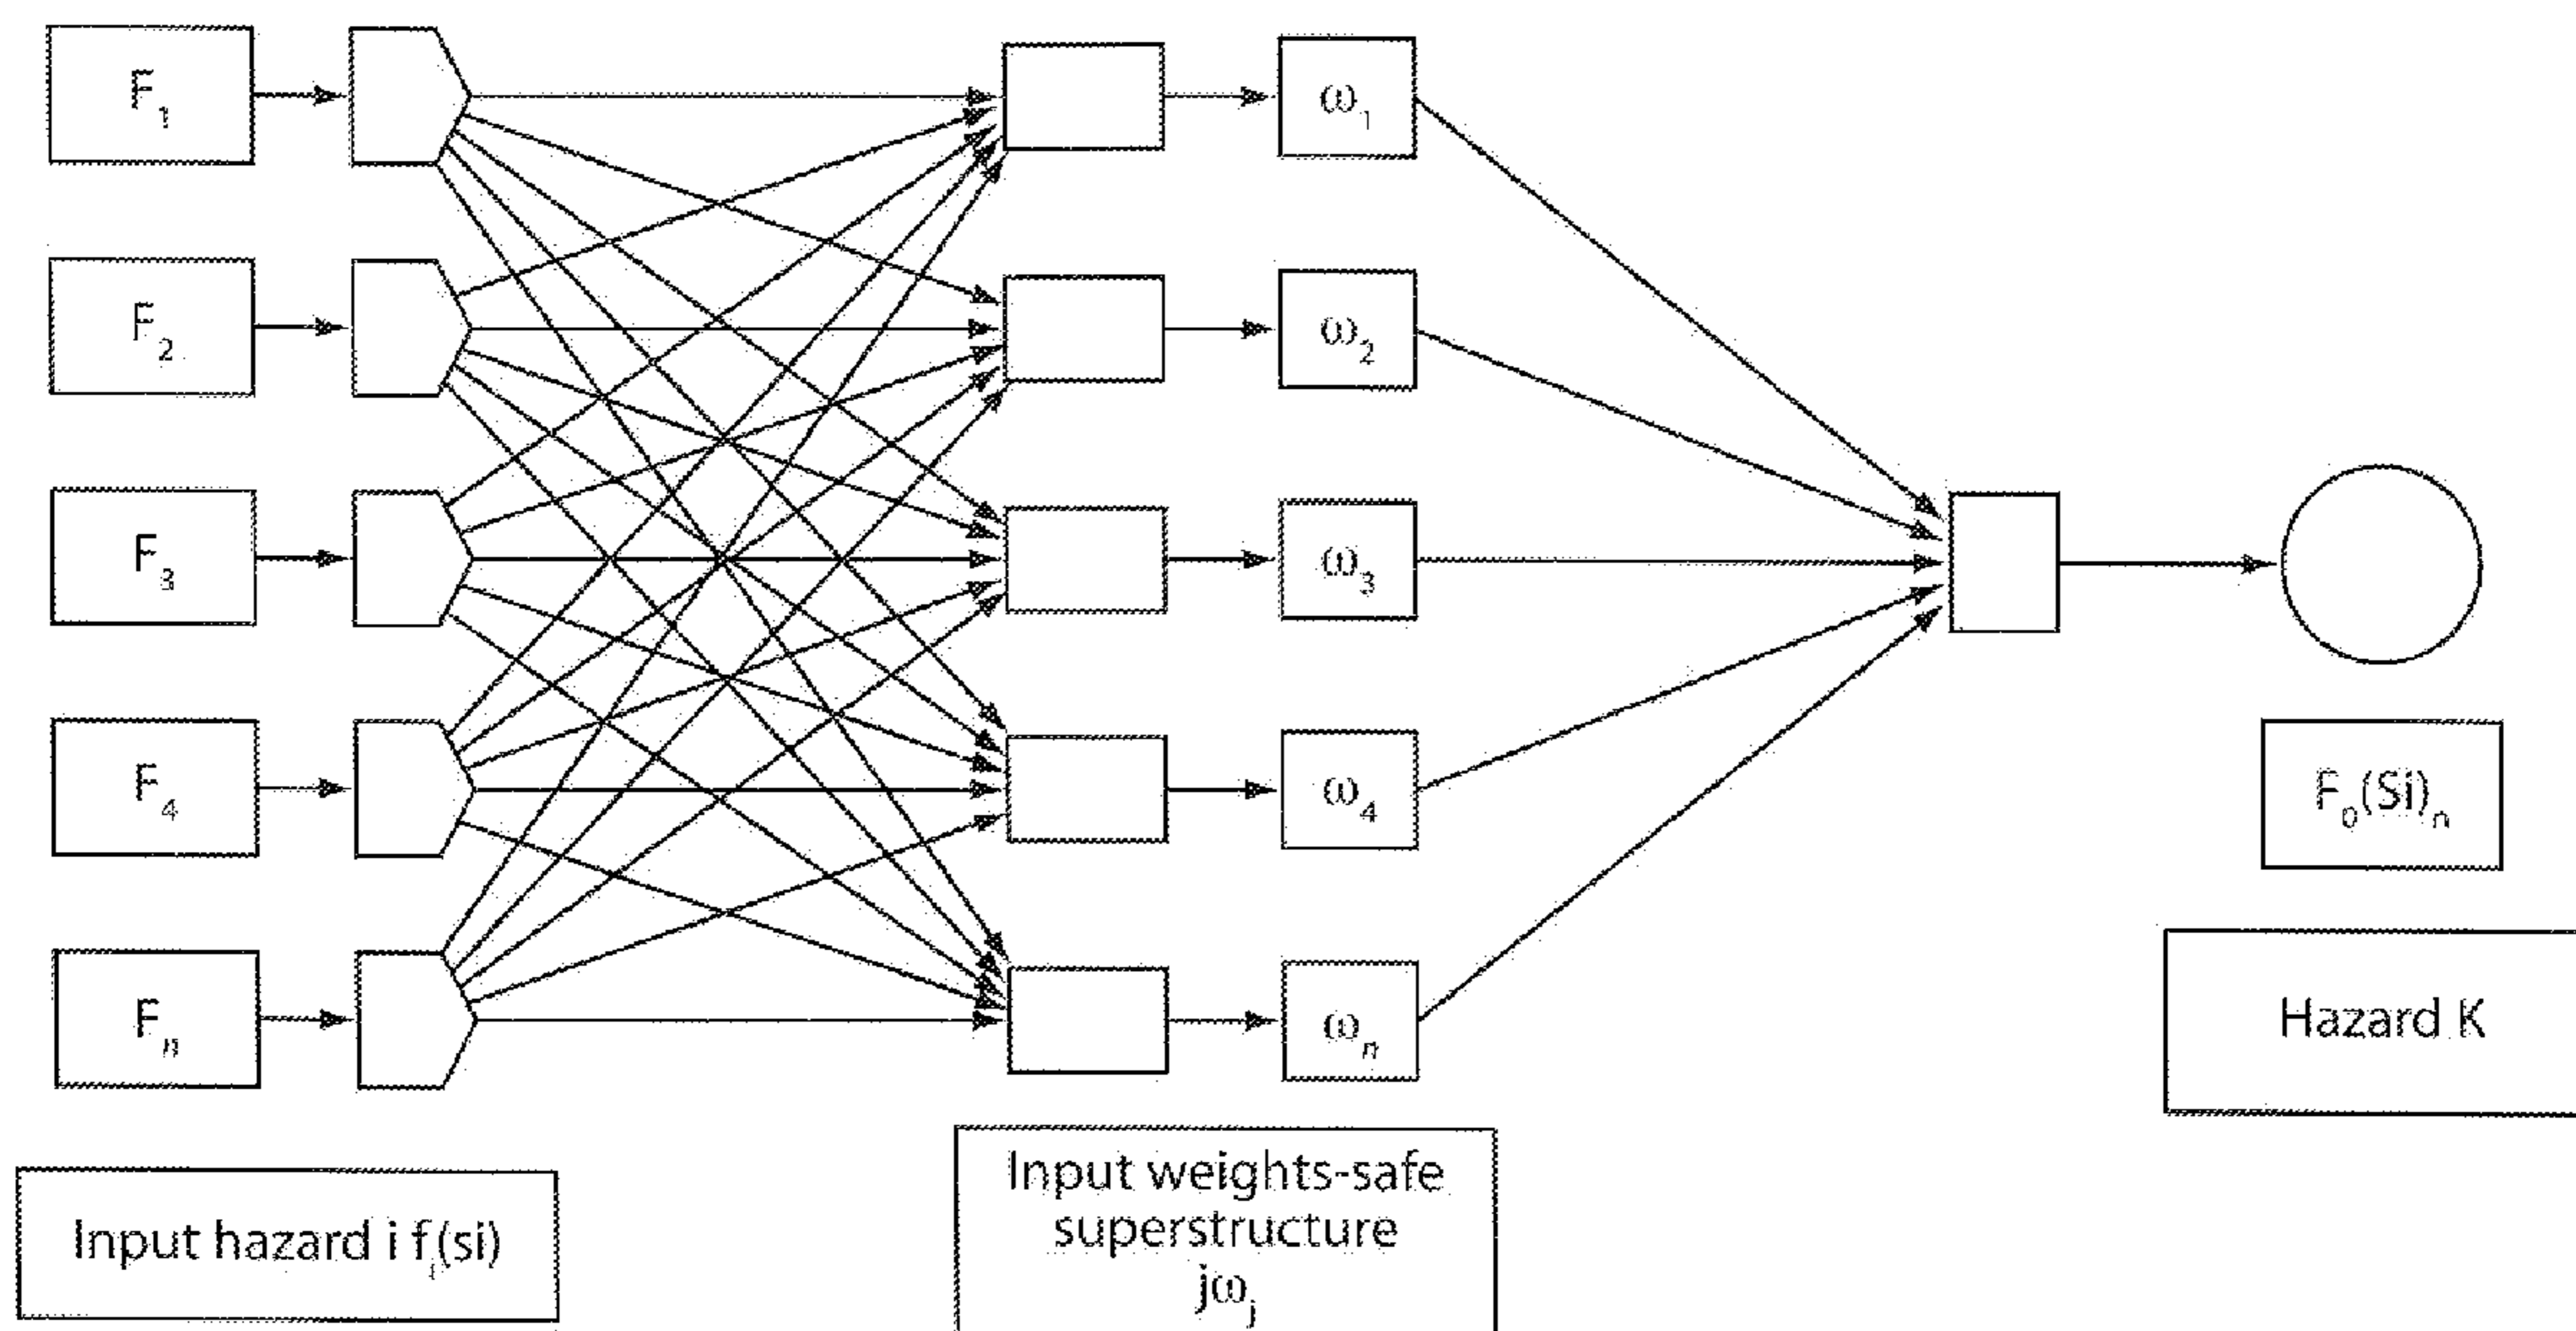 F₁
ω₁
F₂
ω₂
F₃
ω₃
F₄
ω₄
F₀(Si)ₙ
Fₙ
ωₙ
Hazard K
Input hazard i fᵢ(si)
Input weights-safe
superstructure
jωⱼ